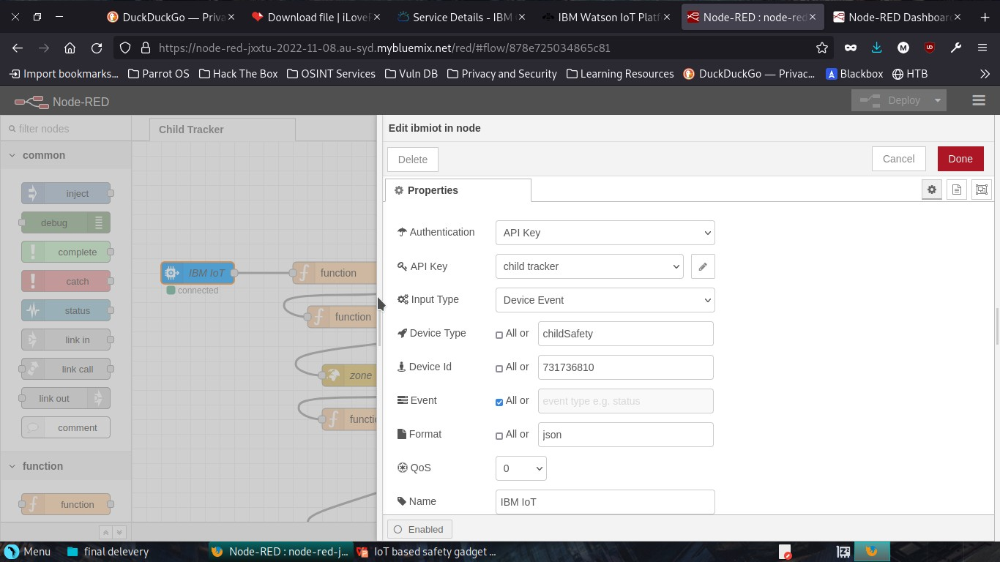 DuckDuckGo — Priva
Download file | iLoveP
Service Details - IBM
IBM Watson IoT Platf
Node-RED : node-red
Node-RED Dashboar
https://node-red-jxxtu-2022-11-08.au-syd.mybluemix.net/red/#flow/878e725034865c81
Import bookmarks...
Parrot OS
Hack The Box
OSINT Services
Vuln DB
Privacy and Security
Learning Resources
DuckDuckGo — Privac...
Blackbox
HTB
Node-RED
Deploy
filter nodes
Child Tracker
common
inject
debug
complete
catch
status
link in
link call
link out
comment
function
function
IBM IoT
connected
function
function
zone
functi
Edit ibmiot in node
Delete
Cancel
Done
Properties
Authentication
API Key
API Key
child tracker
Input Type
Device Event
Device Type
All or
childSafety
Device Id
All or
731736810
Event
All or
event type e.g. status
Format
All or
json
QoS
0
Name
IBM IoT
Enabled
Menu
final delevery
Node-RED : node-red-j...
IoT based safety gadget ...